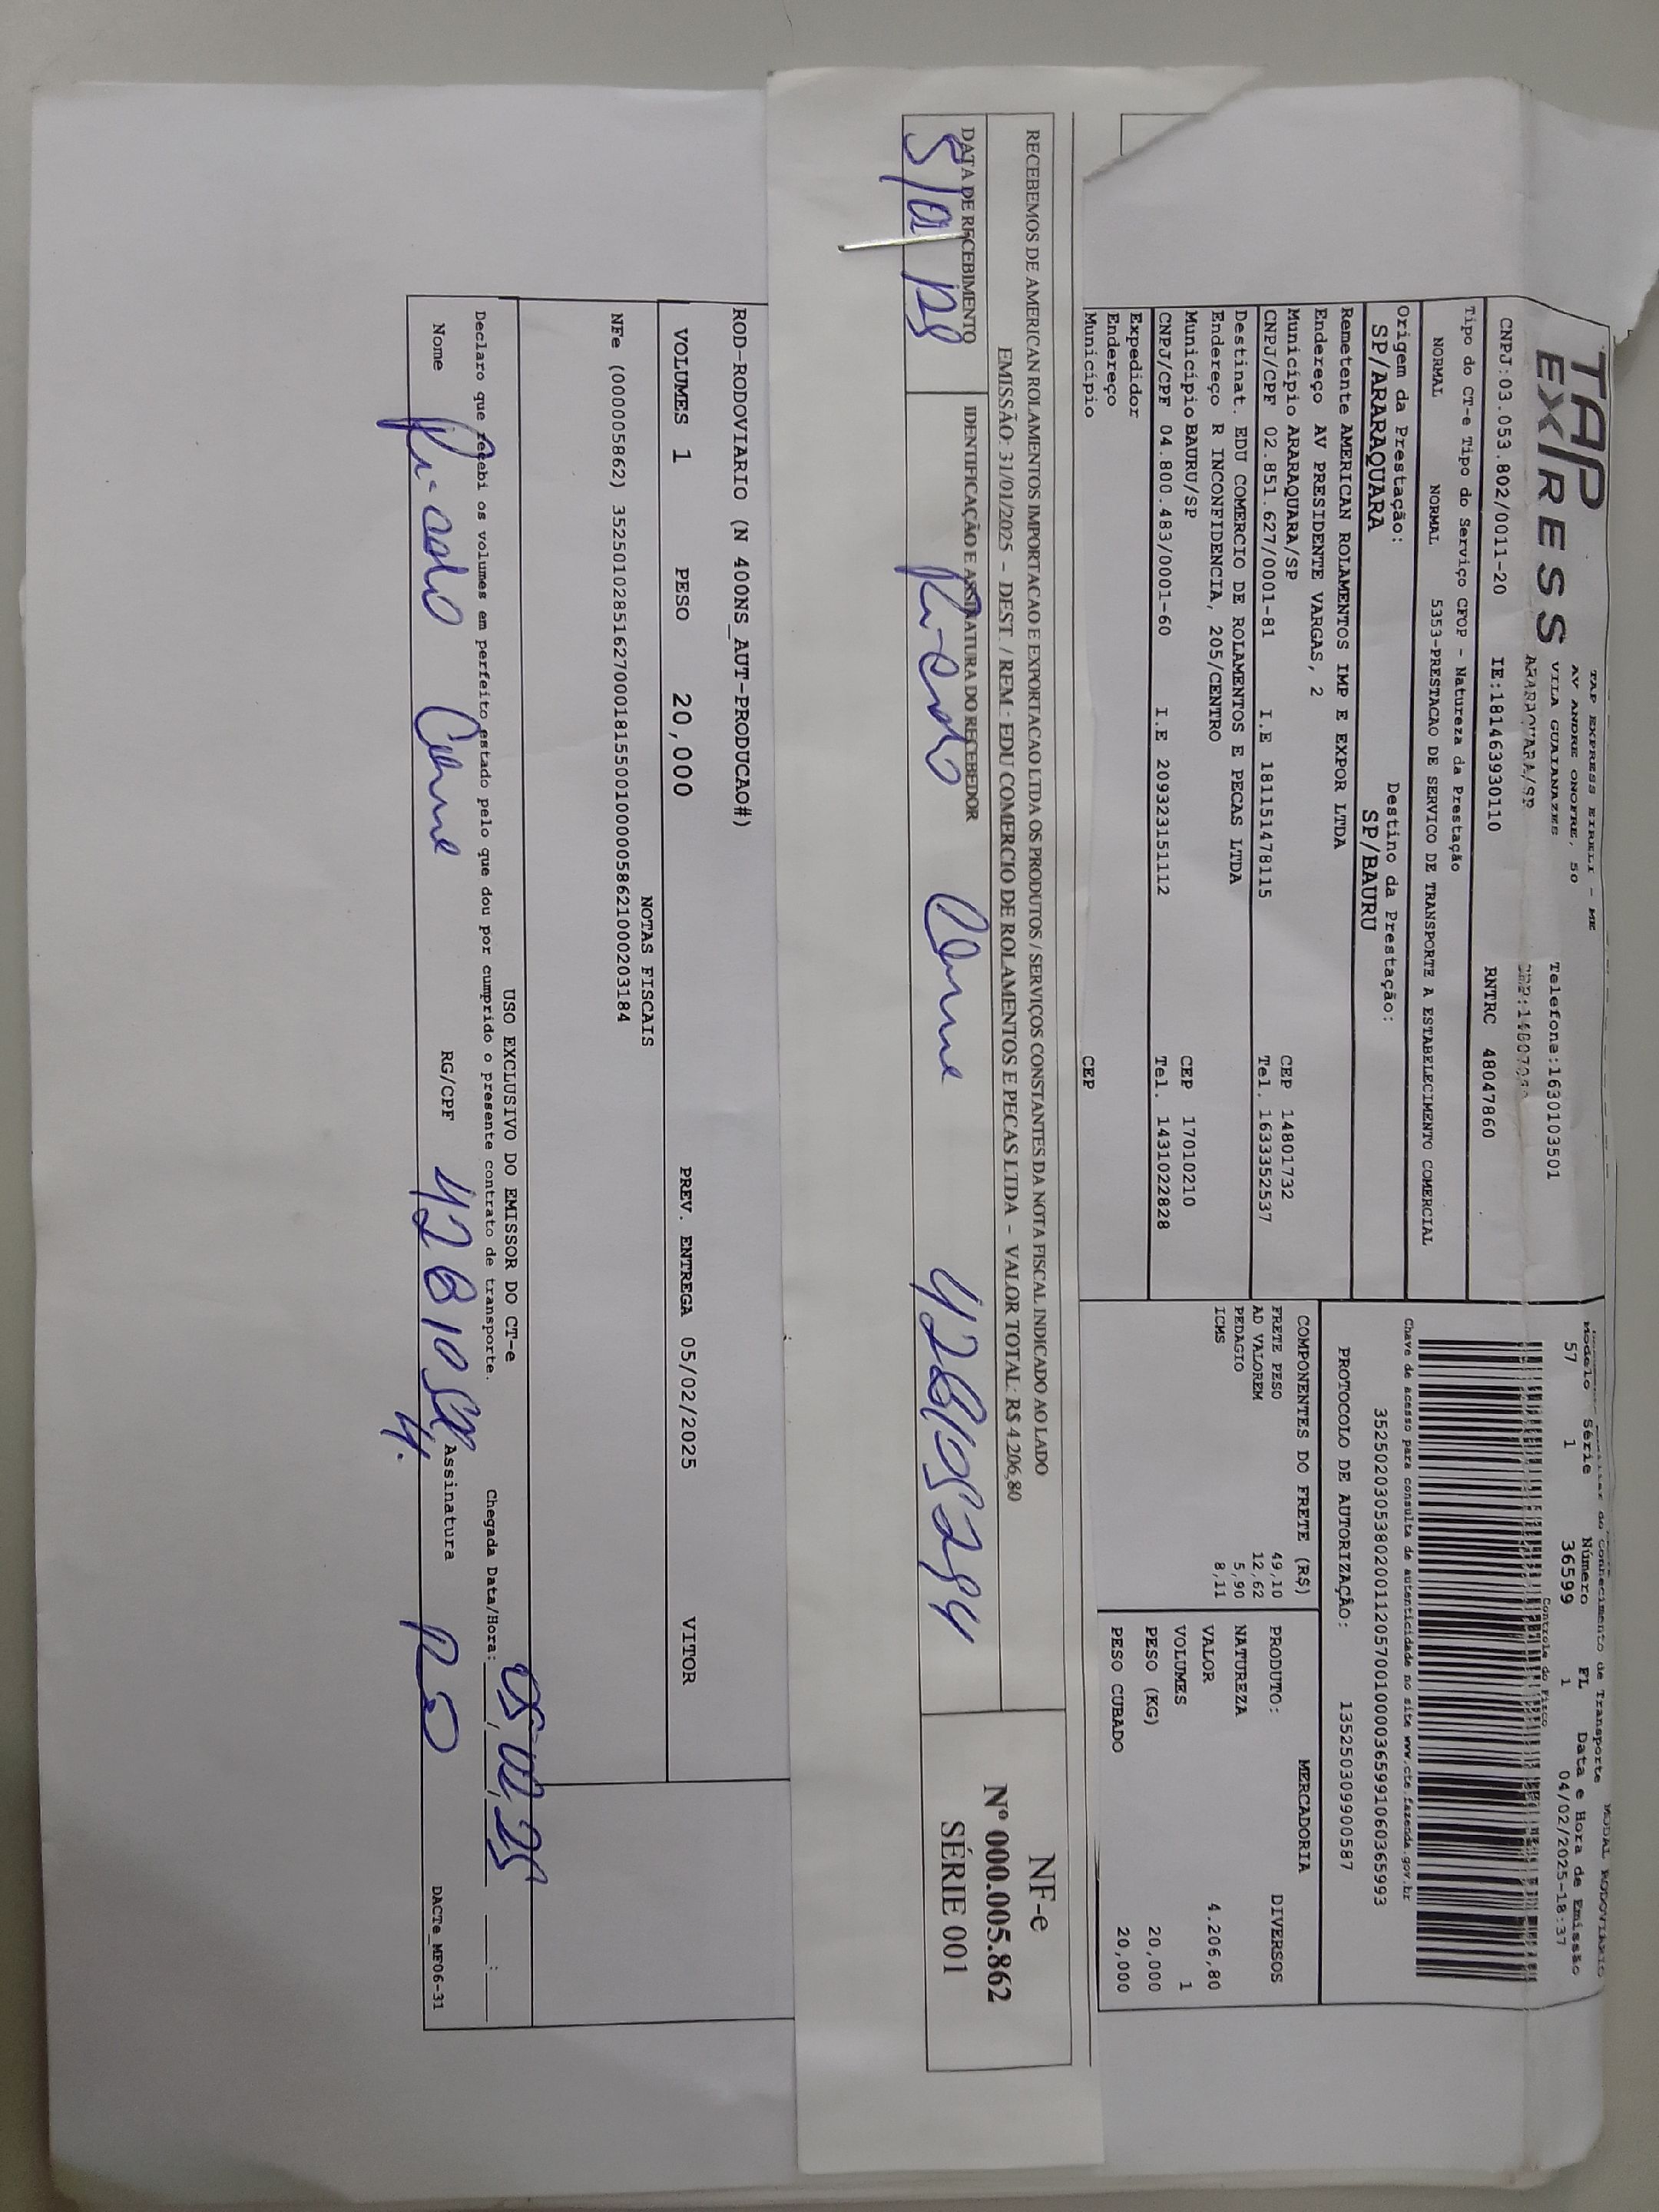 TAP
EXPRESS
TAP EXPRESS EIRELI - ME
AV ANDRE ONOFRE, 50
VILA GUAIANAZES
ARARAQUARA/SP
Telefone:1630103501
CNPJ:03.053.802/0011-20 IE:181463930110 RNTRC 48047860
Tipo do CT-e Tipo do Serviço CFOP - Natureza da Prestação
NORMAL NORMAL 5353-PRESTACAO DE SERVICO DE TRANSPORTE A ESTABELECIMENTO COMERCIAL
Origem da Prestação: Destino da Prestação:
SP/ARARAQUARA SP/BAURU
Remetente AMERICAN ROLAMENTOS IMP E EXPOR LTDA
Endereço AV PRESIDENTE VARGAS, 2
Município ARARAQUARA/SP CEP 14801732
CNPJ/CPF 02.851.627/0001-81 I.E 181151478115 Tel. 1633352537
Destinat. EDU COMERCIO DE ROLAMENTOS E PECAS LTDA
Endereço R INCONFIDENCIA, 205/CENTRO
Município BAURU/SP CEP 17010210
CNPJ/CPF 04.800.483/0001-60 I.E 209323151112 Tel. 1431022828
Expedidor
Endereço
Município CEP
do Conhecimento de Transporte MODAL RODOVIÁRIO
Modelo Série Número FL Data e Hora de Emissão
57 1 36599 1 04/02/2025-18:37
Controle do Fisco
Chave de acesso para consulta de autenticidade no site www.cte.fazenda.gov.br
35250203053802001120570010000365991060365993
PROTOCOLO DE AUTORIZAÇÃO: 135250309900587
COMPONENTES DO FRETE (R$)
FRETE PESO 49,10
AD VALOREM 12,62
PEDAGIO 5,90
ICMS 8,11
MERCADORIA
PRODUTO: DIVERSOS
NATUREZA
VALOR 4.206,80
VOLUMES 1
PESO (KG) 20,000
PESO CUBADO 20,000
RECEBEMOS DE AMERICAN ROLAMENTOS IMPORTACAO E EXPORTACAO LTDA OS PRODUTOS / SERVIÇOS CONSTANTES DA NOTA FISCAL INDICADO AO LADO
EMISSÃO: 31/01/2025 - DEST. / REM.: EDU COMERCIO DE ROLAMENTOS E PECAS LTDA - VALOR TOTAL: R$ 4.206,80
DATA DE RECEBIMENTO IDENTIFICAÇÃO E ASSINATURA DO RECEBEDOR
428105284
NF-e
Nº 000.005.862
SÉRIE 001
ROD-RODOVIARIO (N 400NS_AUT-PRODUCAO#)
VOLUMES 1 PESO 20,000 PREV. ENTREGA 05/02/2025 VITOR
NOTAS FISCAIS
NFe (000005862) 35250102851627000181550010000058621000203184
USO EXCLUSIVO DO EMISSOR DO CT-e
Declaro que recebi os volumes em perfeito estado pelo que dou por cumprido o presente contrato de transporte. Chegada Data/Hora:
Nome RG/CPF Assinatura
DACTe_MF06-31